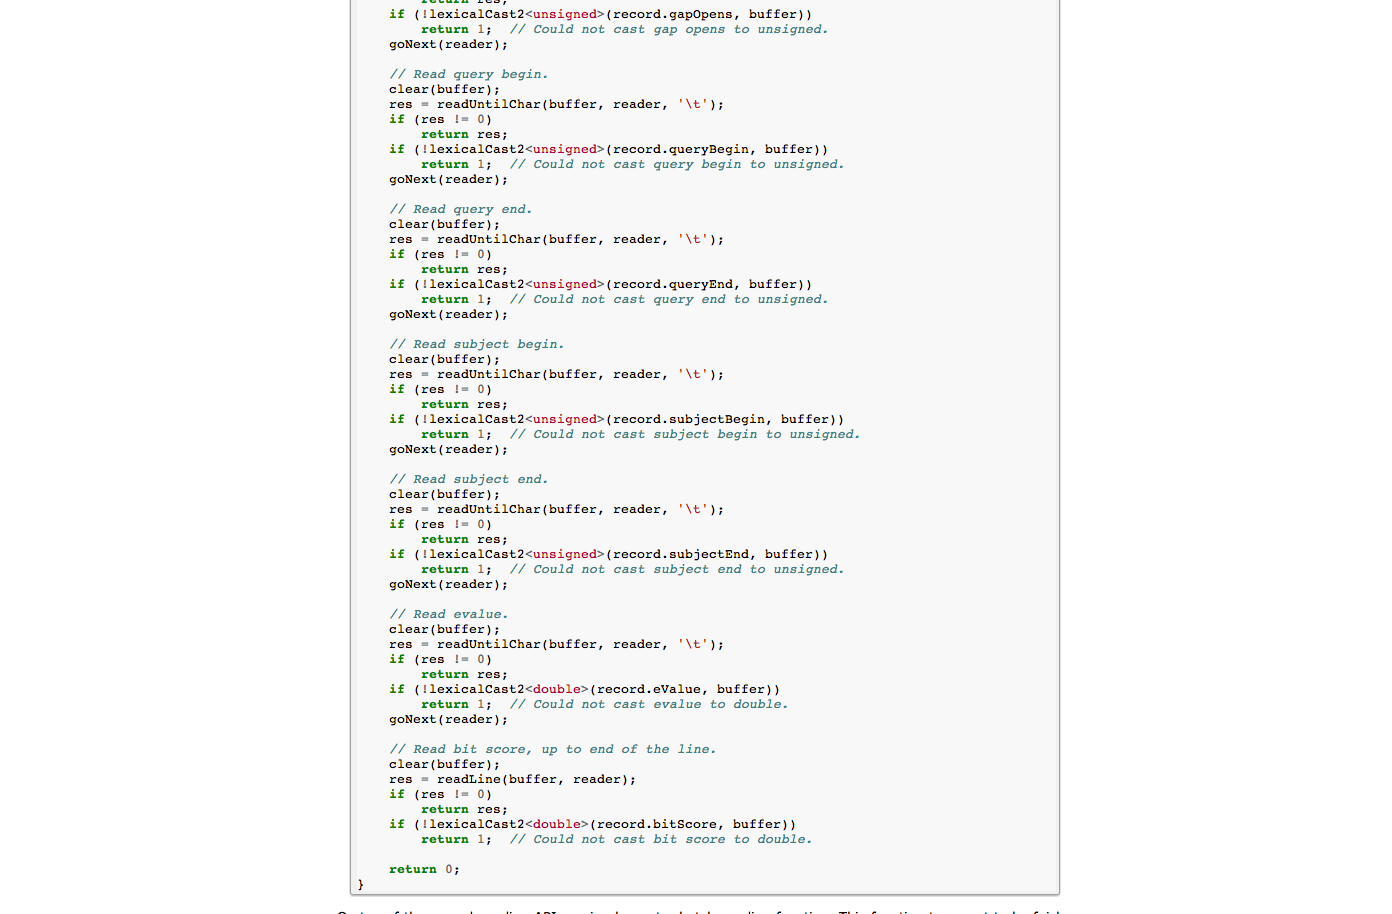 return res;
if (!lexicalCast2<unsigned>(record.gapOpens, buffer))
return 1;  // Could not cast gap opens to unsigned.
goNext(reader);
// Read query begin.
clear(buffer);
res = readUntilChar(buffer, reader, '\t');
if (res != 0)
return res;
if (!lexicalCast2<unsigned>(record.queryBegin, buffer))
return 1;  // Could not cast query begin to unsigned.
goNext(reader);
// Read query end.
clear(buffer);
res = readUntilChar(buffer, reader, '\t');
if (res != 0)
return res;
if (!lexicalCast2<unsigned>(record.queryEnd, buffer))
return 1;  // Could not cast query end to unsigned.
goNext(reader);
// Read subject begin.
clear(buffer);
res = readUntilChar(buffer, reader, '\t');
if (res != 0)
return res;
if (!lexicalCast2<unsigned>(record.subjectBegin, buffer))
return 1;  // Could not cast subject begin to unsigned.
goNext(reader);
// Read subject end.
clear(buffer);
res = readUntilChar(buffer, reader, '\t');
if (res != 0)
return res;
if (!lexicalCast2<unsigned>(record.subjectEnd, buffer))
return 1;  // Could not cast subject end to unsigned.
goNext(reader);
// Read evalue.
clear(buffer);
res = readUntilChar(buffer, reader, '\t');
if (res != 0)
return res;
if (!lexicalCast2<double>(record.eValue, buffer))
return 1;  // Could not cast evalue to double.
goNext(reader);
// Read bit score, up to end of the line.
clear(buffer);
res = readLine(buffer, reader);
if (res != 0)
return res;
if (!lexicalCast2<double>(record.bitScore, buffer))
return 1;  // Could not cast bit score to double.
return 0;
}